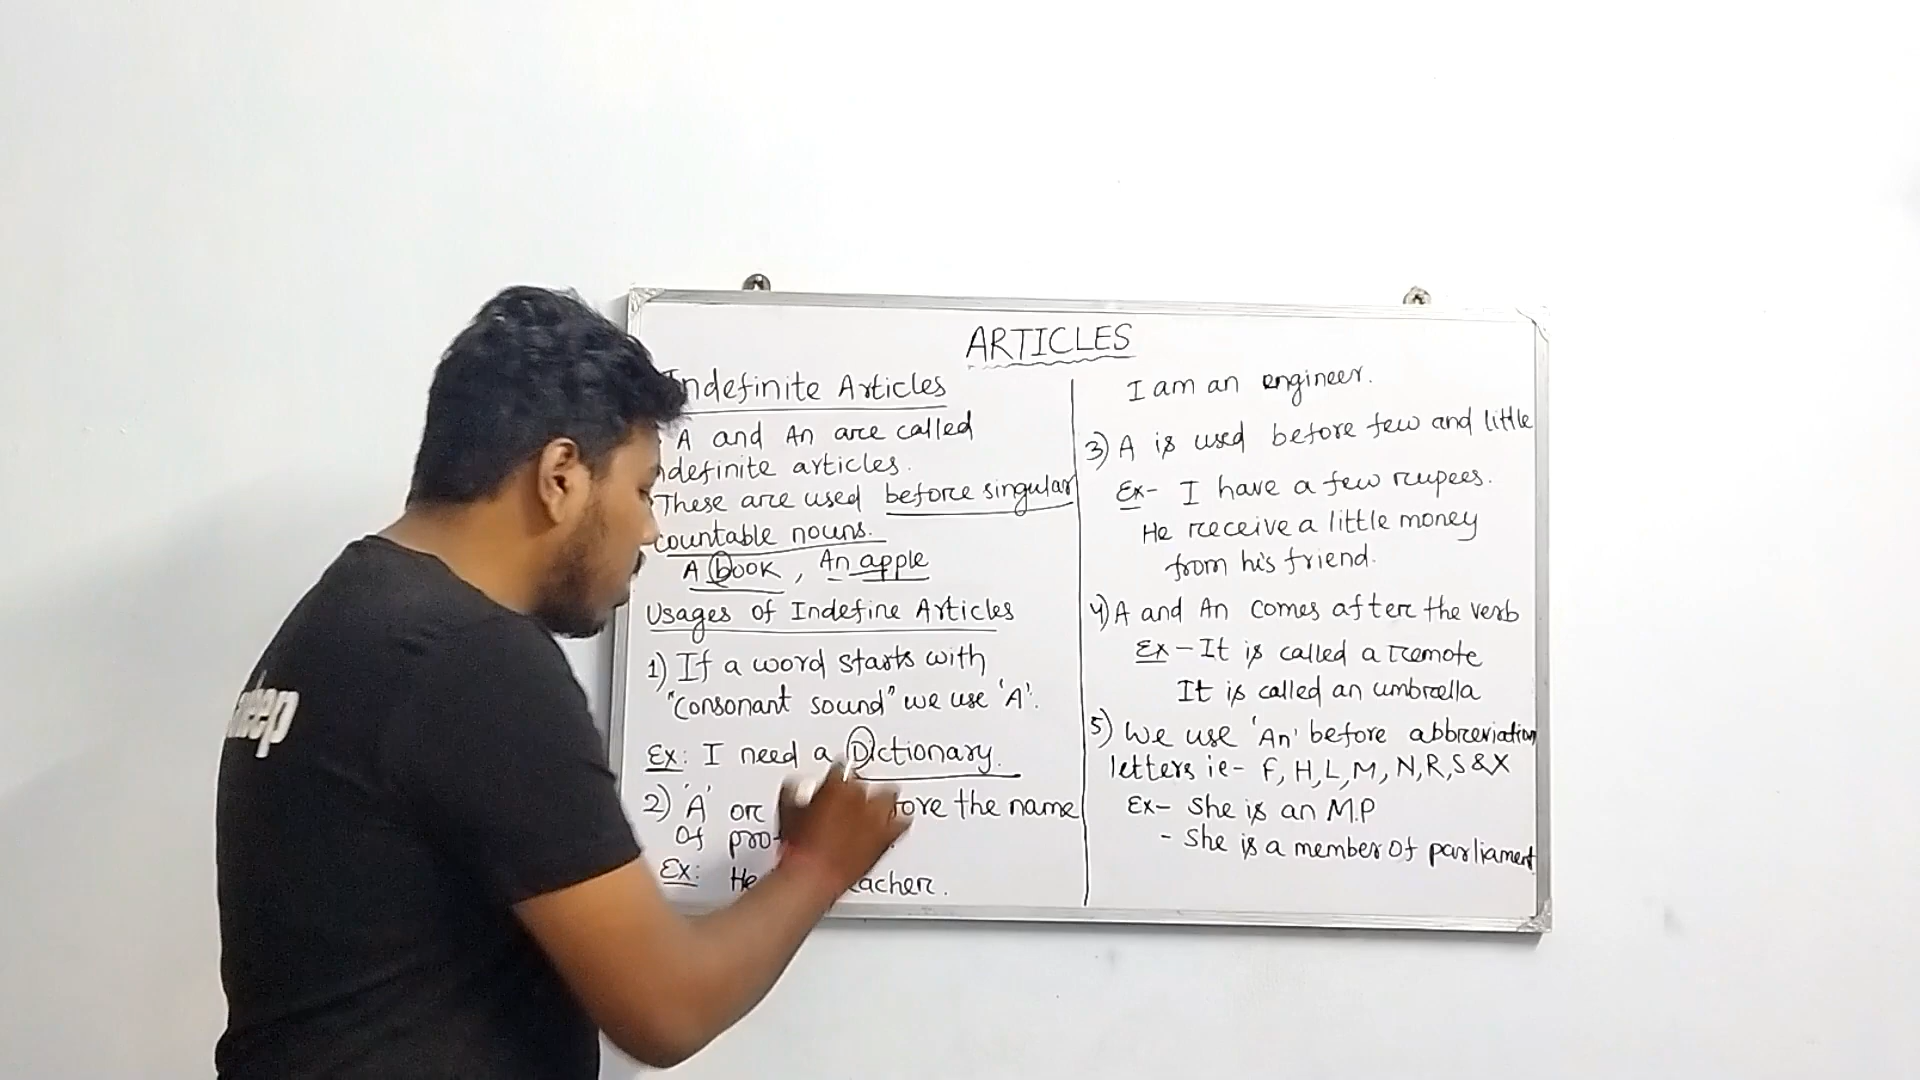 ARTICLES
Indefinite Articles
A and An are called
indefinite articles.
These are used before singular
countable nouns.
A book, An apple
Usages of Indefine Articles
1) If a word starts with
"consonant sound" we use 'A'.
Ex: I need a Dictionary.
2) 'A' or the name
Of
Ex: He
I am an engineer.
3) A is used before few and little
Ex- I have a few rupees.
He receive a little money
from his friend.
4) A and An comes after the verb
Ex - It is called a remote
It is called an umbrella
5) We use 'An' before abbreviation
letters ie- F, H, L, M, N, R, S & X
Ex- She is an M.P
- She is a member Of parliament